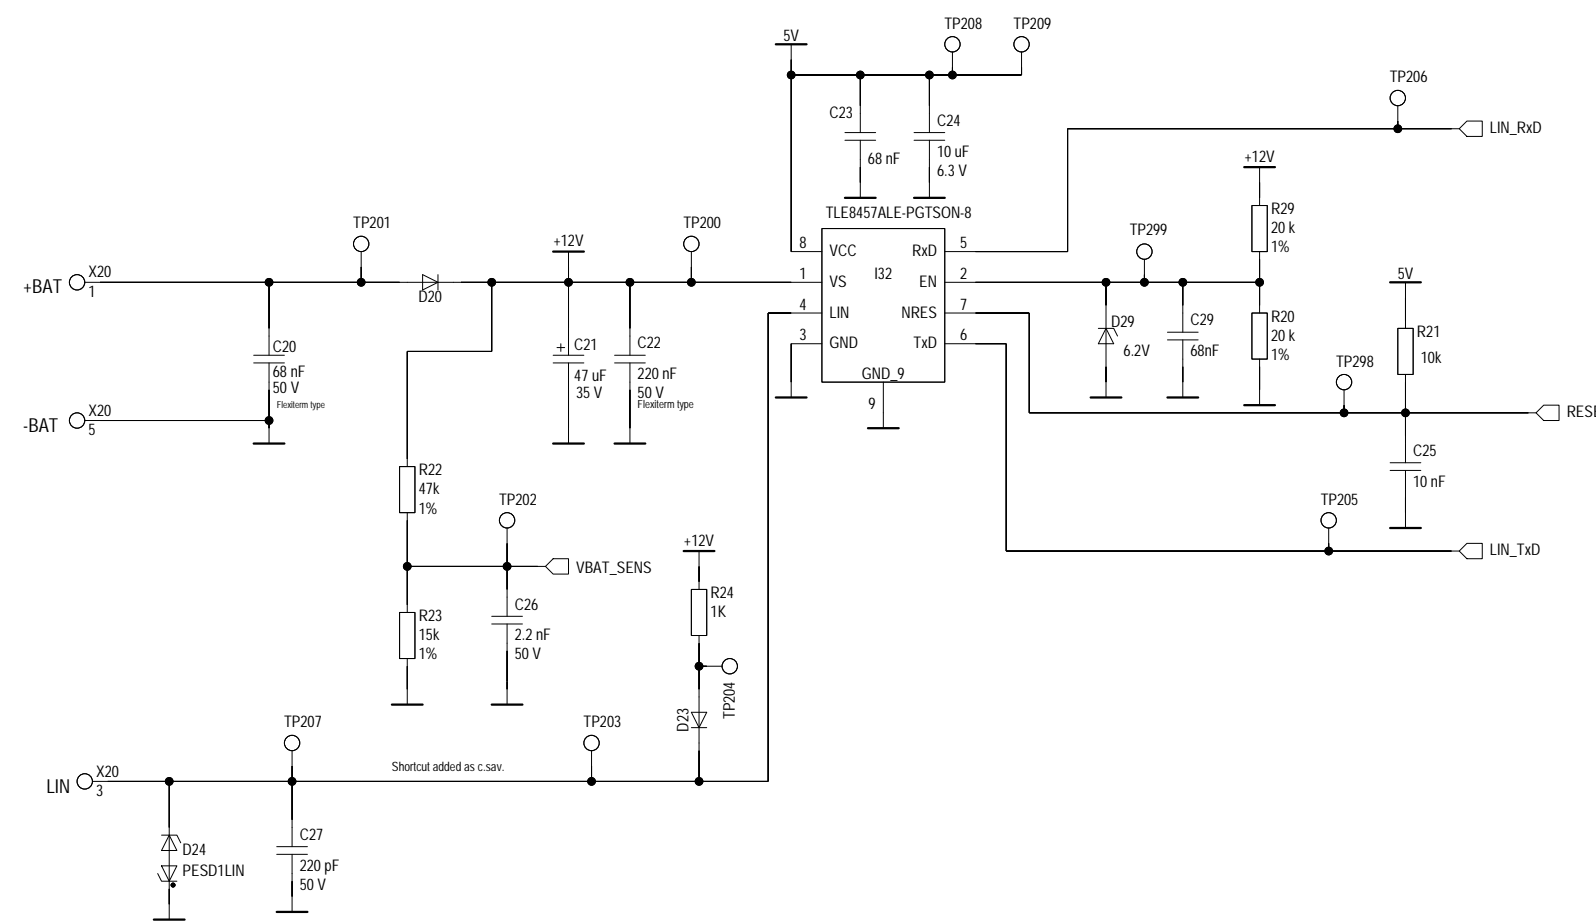 TP208
TP209
5V
TP206
C23
C24
LIN_RxD
10 uF
68 nF
6.3 V
+12V
TLE8457ALE-PGTSON-8
R29
TP201
TP200
TP299
20 k
1%
+12V
8
VCC
RxD
5
I32
X20
+BAT
1
D20
1
VS
EN
2
5V
4
LIN
NRES
7
D29
C29
R20
R21
3
GND
TxD
6
6.2V
68nF
20 k
1%
10k
C20
68 nF
50 V
Flexiterm type
+
C21
47 uF
35 V
C22
220 nF
50 V
Flexiterm type
GND_9
9
TP298
X20
-BAT
5
RESE
R22
47k
1%
C25
10 nF
TP202
TP205
+12V
LIN_TxD
VBAT_SENS
R24
1K
R23
15k
1%
C26
2.2 nF
50 V
TP204
D23
TP207
TP203
Shortcut added as c.sav.
X20
LIN
3
D24
PESD1LIN
C27
220 pF
50 V